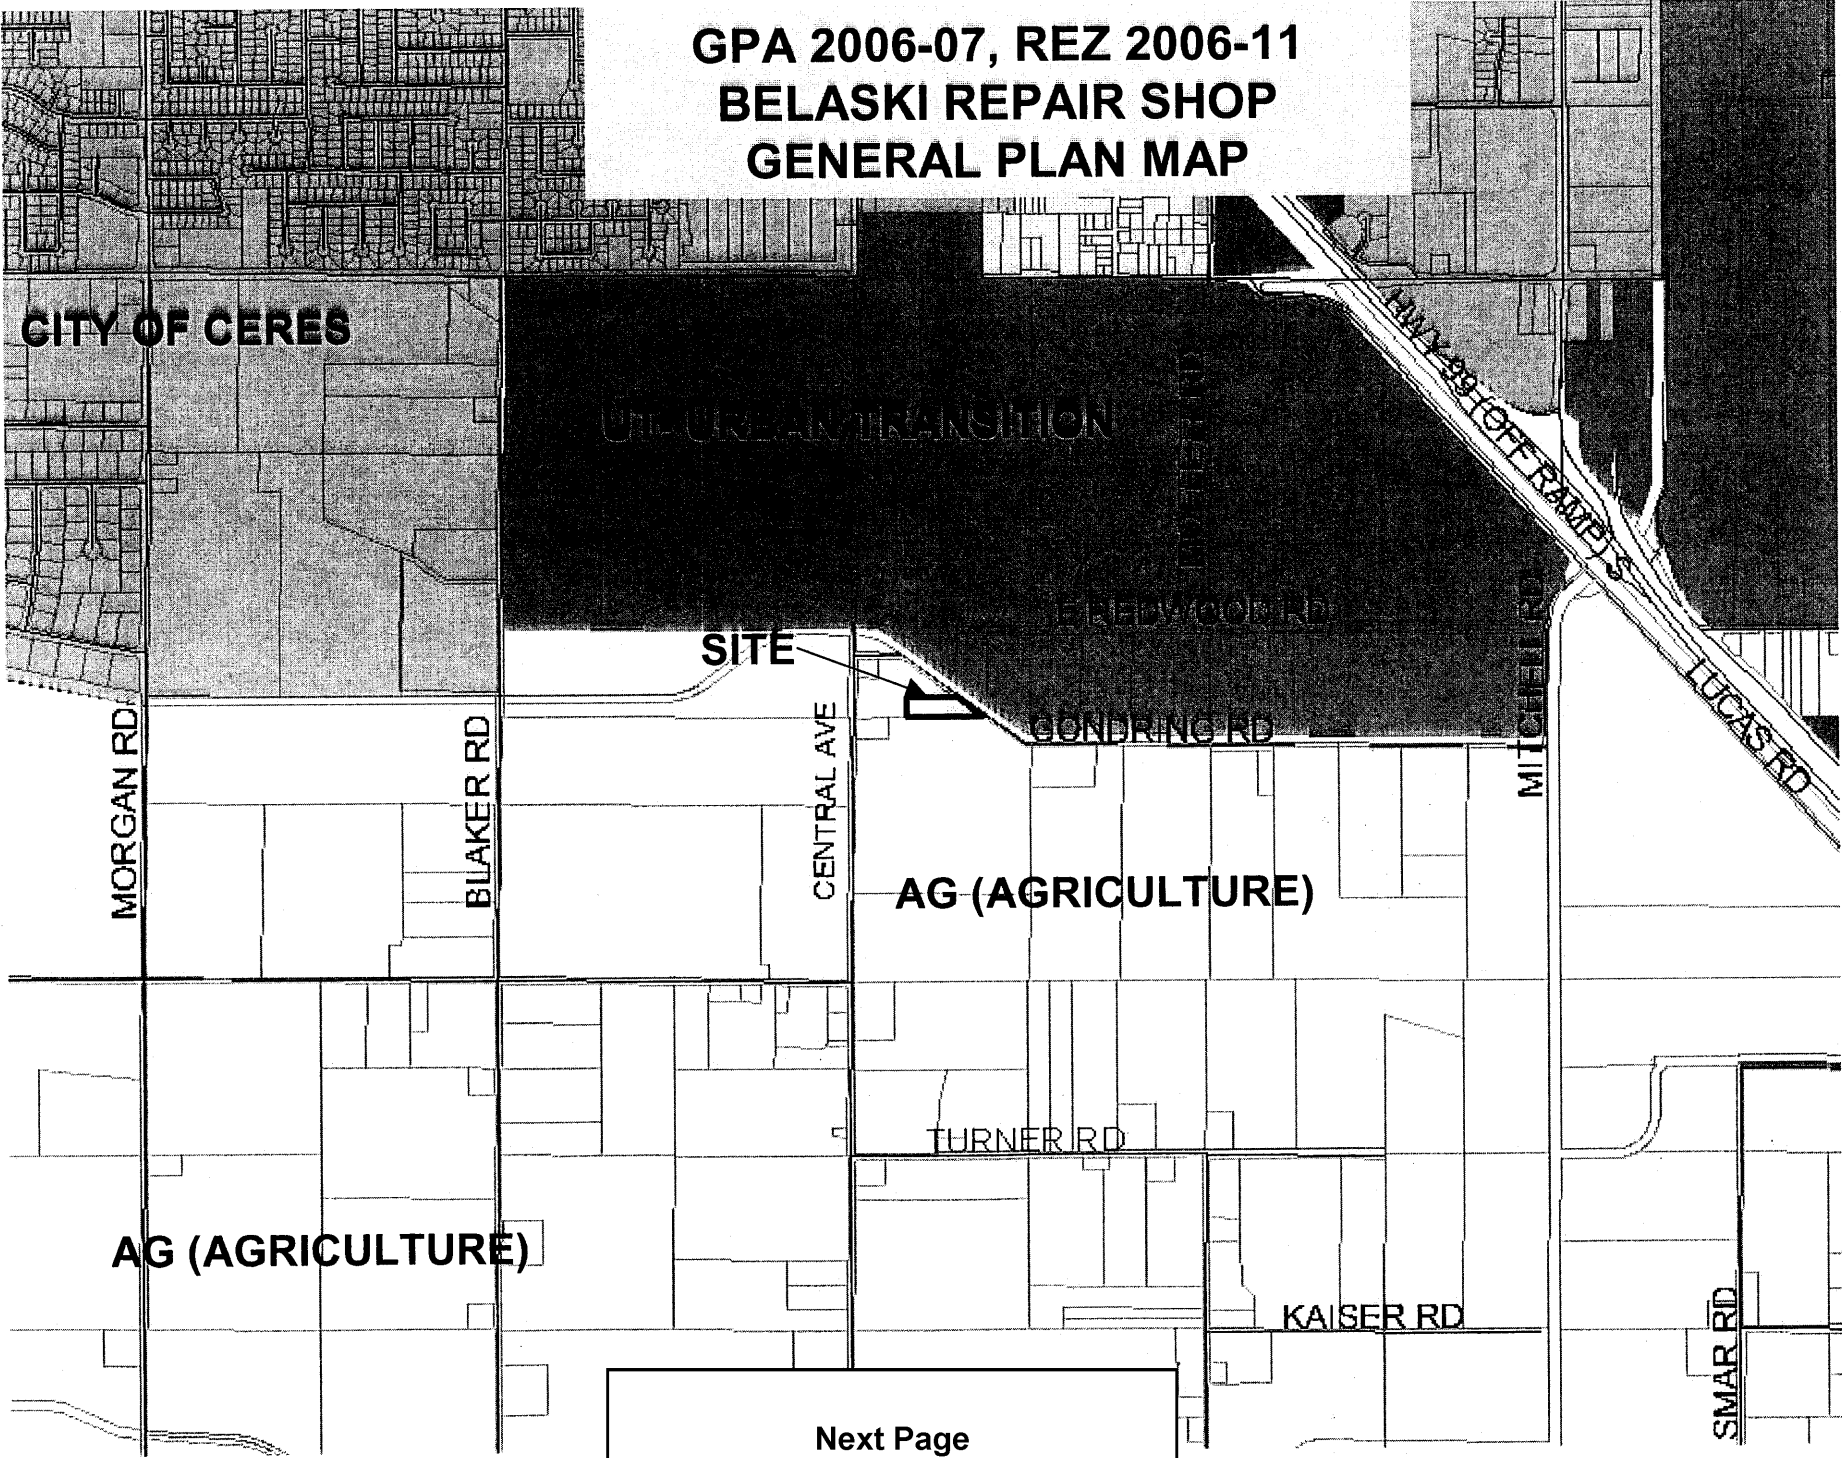 GPA 2006-07, REZ 2006-11
BELASKI REPAIR SHOP
GENERAL PLAN MAP
CITY OF CERES
UT- URBAN TRANSITION
HWY 99 (OFF RAMP) S
E REDWOOD RD
SITE
MITCHELL RD
LUCAS RD
GONDRING RD
MORGAN RD
BLAKER RD
CENTRAL AVE
AG (AGRICULTURE)
TURNER RD
AG (AGRICULTURE)
KAISER RD
SMAR RD
Next Page